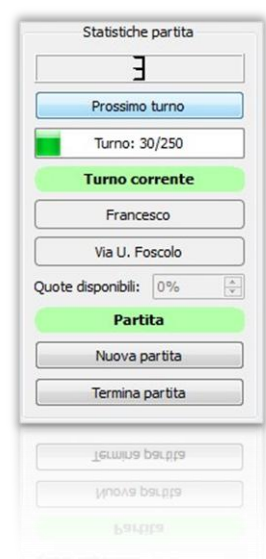 Statistiche partita
3
Prossimo turno
Turno: 30/250
Turno corrente
Francesco
Via U. Foscolo
Quote disponibili: 0%
Partita
Nuova partita
Termina partita